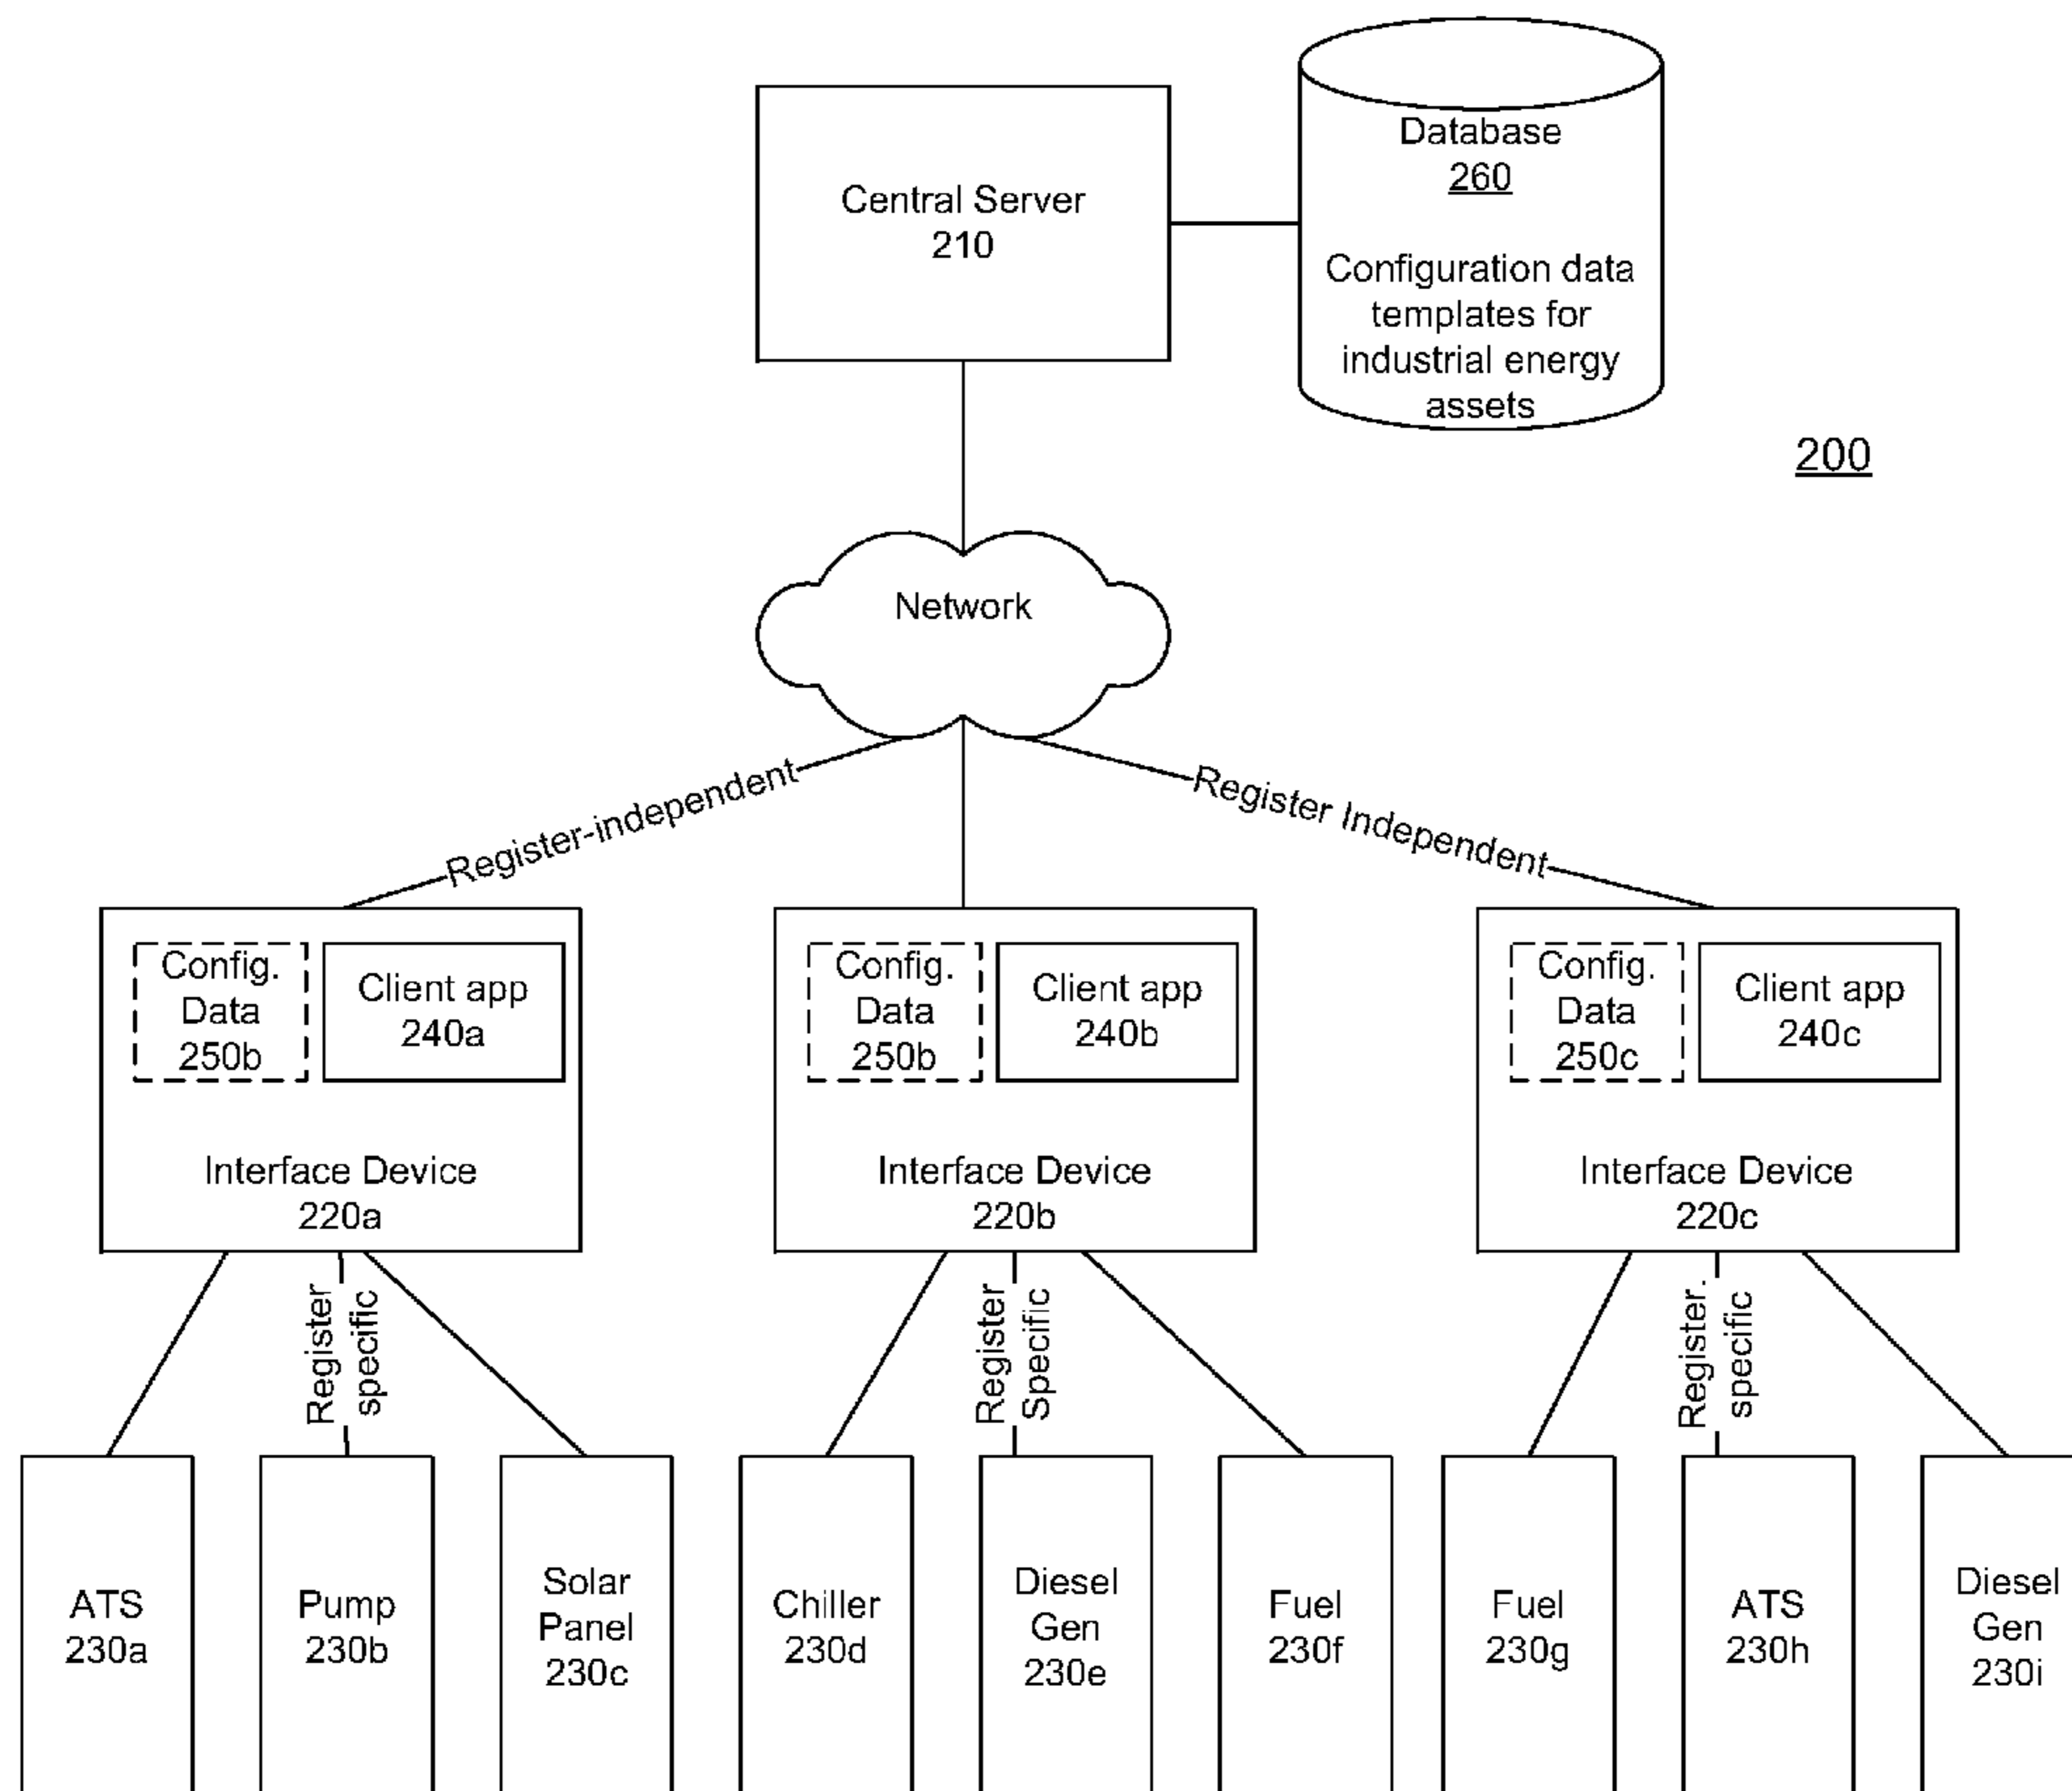 Database
260
Configuration data
templates for
industrial energy
assets
Central Server
210
200
Network
Register-independent
Register Independent
Config.
Data
250b
Client app
240a
Interface Device
220a
Config.
Data
250b
Client app
240b
Interface Device
220b
Config.
Data
250c
Client app
240c
Interface Device
220c
Register
specific
Register
Specific
Register.
specific
ATS
230a
Pump
230b
Solar
Panel
230c
Chiller
230d
Diesel
Gen
230e
Fuel
230f
Fuel
230g
ATS
230h
Diesel
Gen
230i